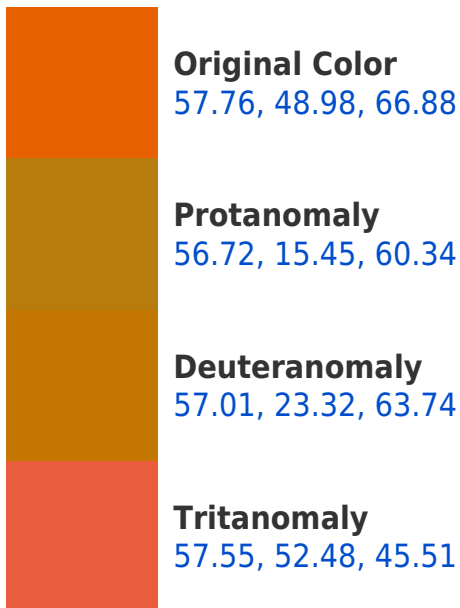 Original Color
57.76, 48.98, 66.88
Protanomaly
56.72, 15.45, 60.34
Deuteranomaly
57.01, 23.32, 63.74
Tritanomaly
57.55, 52.48, 45.51